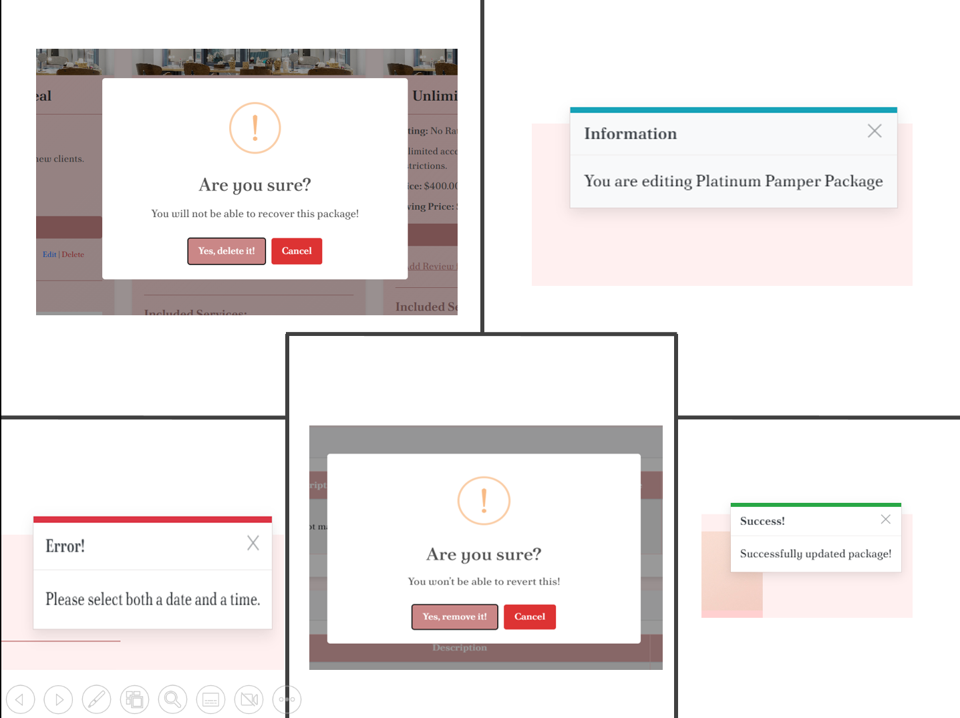 eal
new clients.
Edit | Delete
Are you sure?
You will not be able to recover this package!
Yes, delete it!
Cancel
Included Services:
Unlimi
ting: No Ra
limited acce
strictions.
ice: $400.00
ving Price:
Add Review
Included Se
Information
You are editing Platinum Pamper Package
Error!
Please select both a date and a time.
ript
ot ma
Are you sure?
You won't be able to revert this!
Yes, remove it!
Cancel
Description
Success!
Successfully updated package!